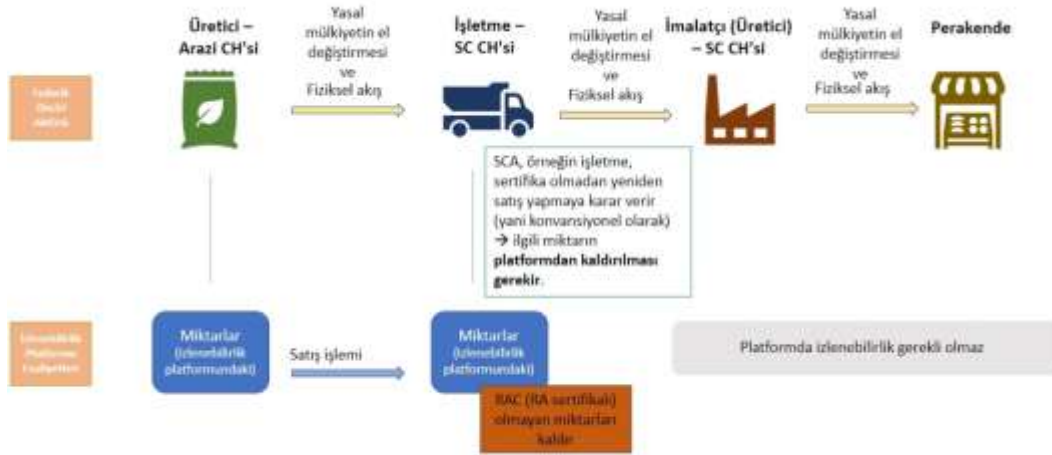 Üretici –
Arazi CH'si
Yasal
mülkiyetin el
değiştirmesi
ve
Fiziksel akış
İşletme –
SC CH'si
Yasal
mülkiyetin el
değiştirmesi
ve
Fiziksel akış
İmalatçı (Üretici)
– SC CH'si
Yasal
mülkiyetin el
değiştirmesi
ve
Fiziksel akış
Perakende
SCA, örneğin işletme,
sertifika olmadan yeniden
satış yapmaya karar verir
(yani konvansiyonel olarak)
→ ilgili miktarın
platformdan kaldırılması
gerekir.
Miktarlar
(izlenebilirlik
platformundaki)
Satış işlemi
Miktarlar
(izlenebilirlik
platformundaki)
RAC (RA sertifikalı)
olmayan miktarları
kaldır
Platformda izlenebilirlik gerekli olmaz